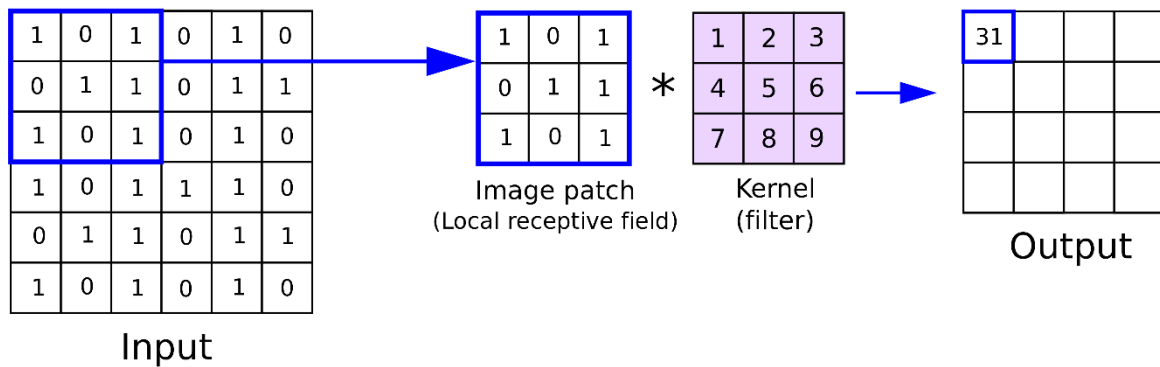 1 0 1 0 1 0
0 1 1 0 1 1
1 0 1 0 1 0
1 0 1 1 1 0
0 1 1 0 1 1
1 0 1 0 1 0
Input
1 0 1
0 1 1
1 0 1
Image patch
(Local receptive field)
*
1 2 3
4 5 6
7 8 9
Kernel
(filter)
31
Output